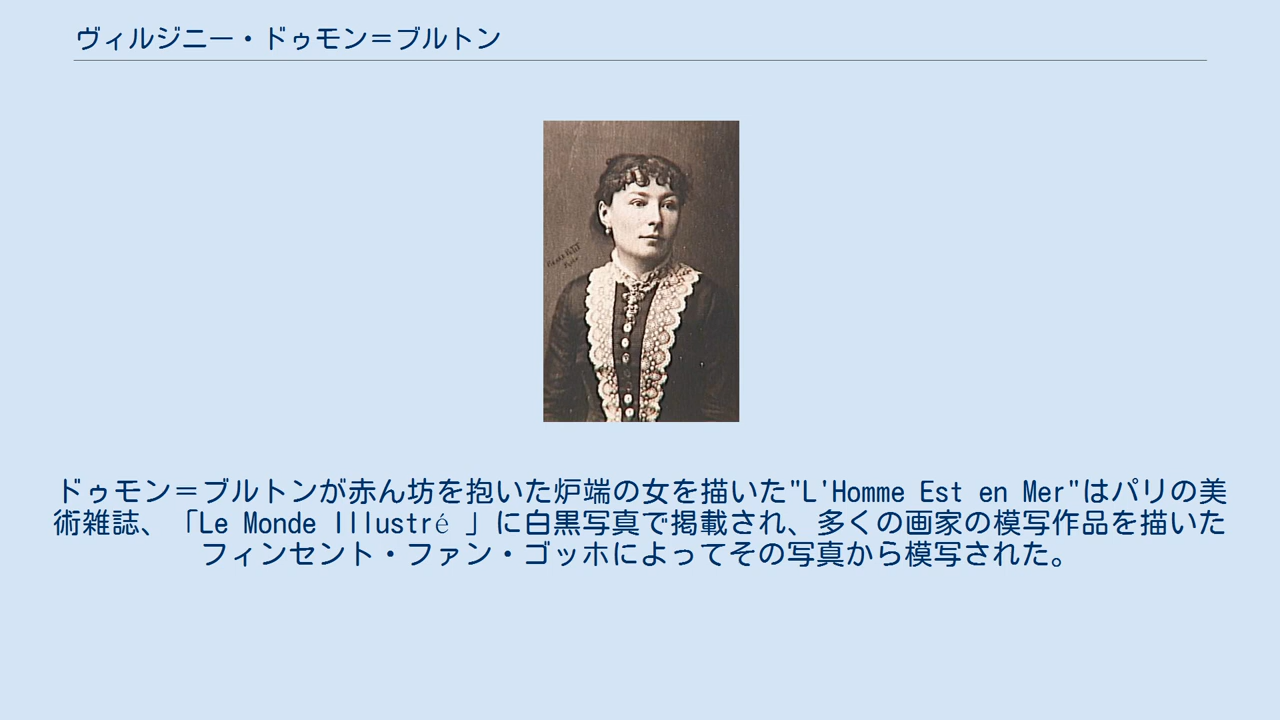 ヴィルジニー・ドゥモン＝ブルトン
ドゥモン＝ブルトンが赤ん坊を抱いた炉端の女を描いた"L'Homme Est en Mer"はパリの美
術雑誌、「Le Monde Illustré 」に白黒写真で掲載され、多くの画家の模写作品を描いた
フィンセント・ファン・ゴッホによってその写真から模写された。